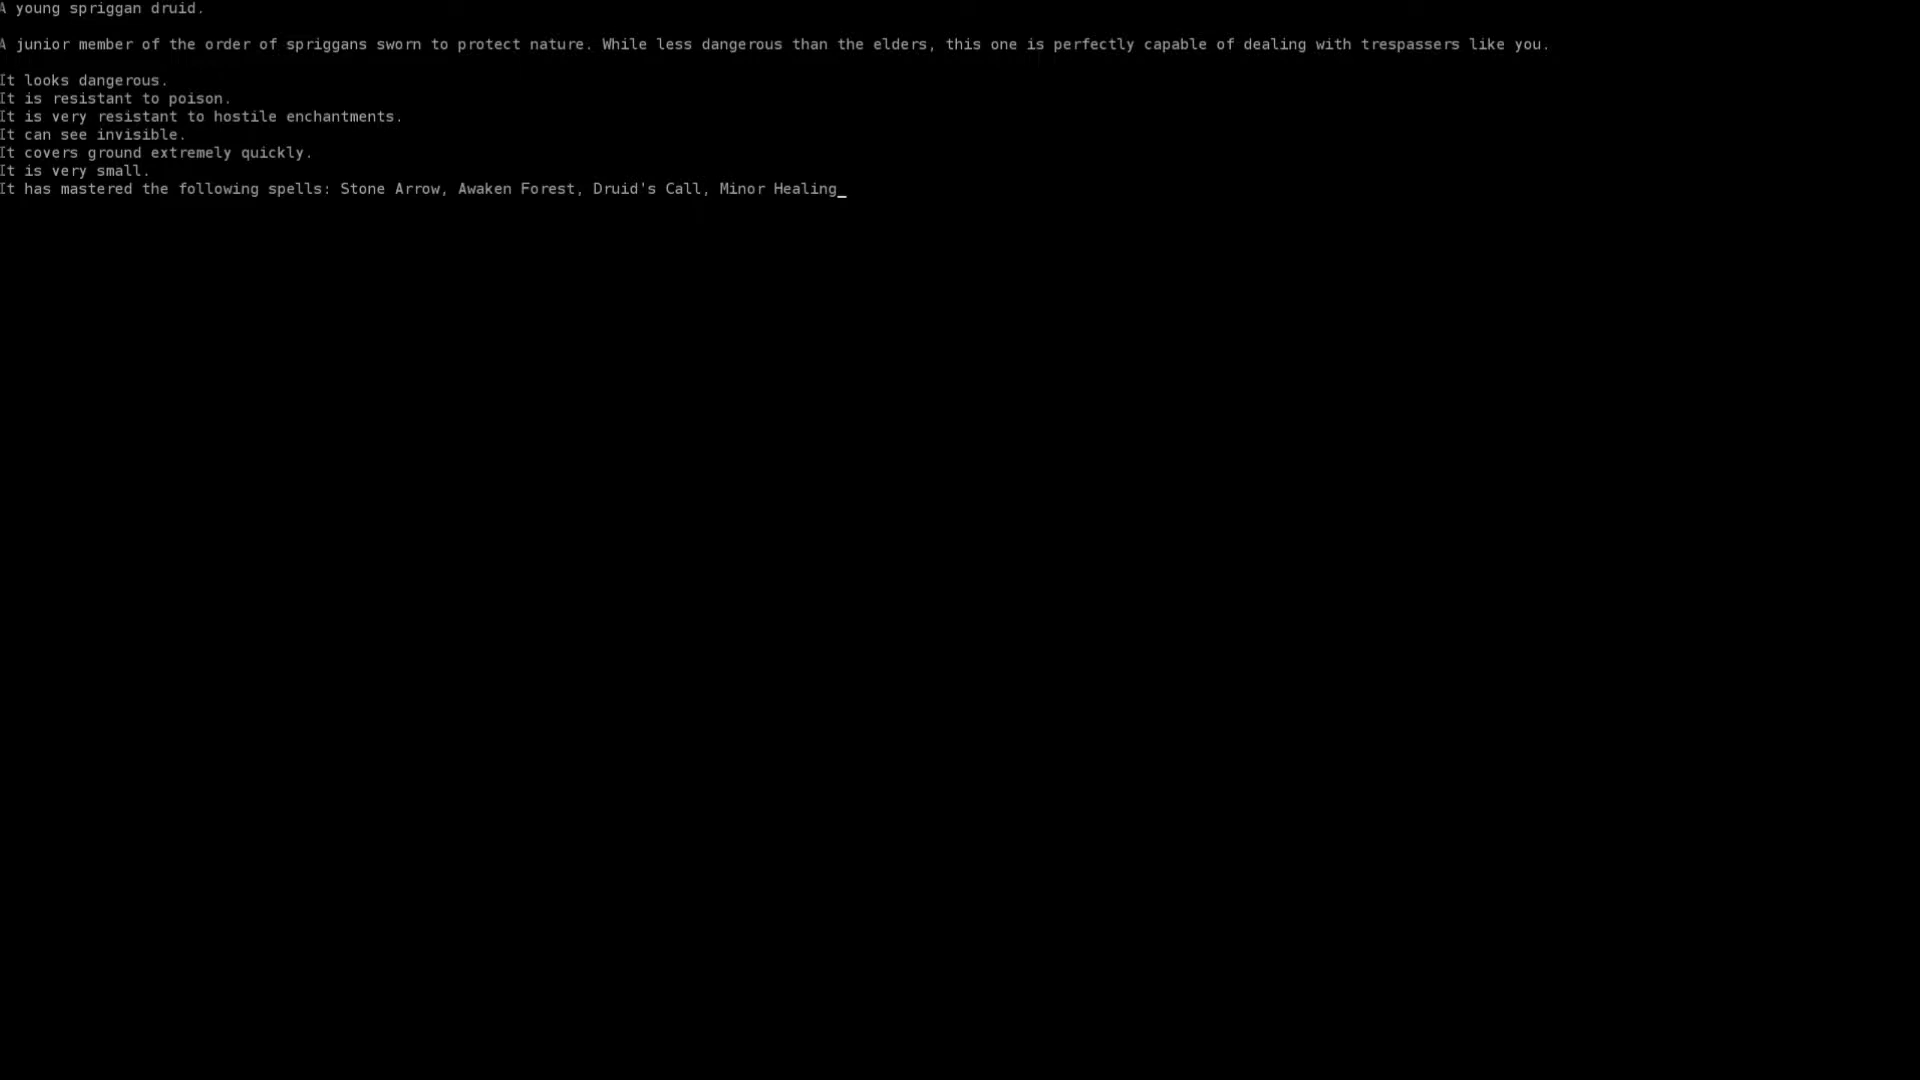 A young spriggan druid.
A junior member of the order of spriggans sworn to protect nature. While less dangerous than the elders, this one is perfectly capable of dealing with trespassers like you.
It looks dangerous.
It is resistant to poison.
It is very resistant to hostile enchantments.
It can see invisible.
It covers ground extremely quickly.
It is very small.
It has mastered the following spells: Stone Arrow, Awaken Forest, Druid's Call, Minor Healing_